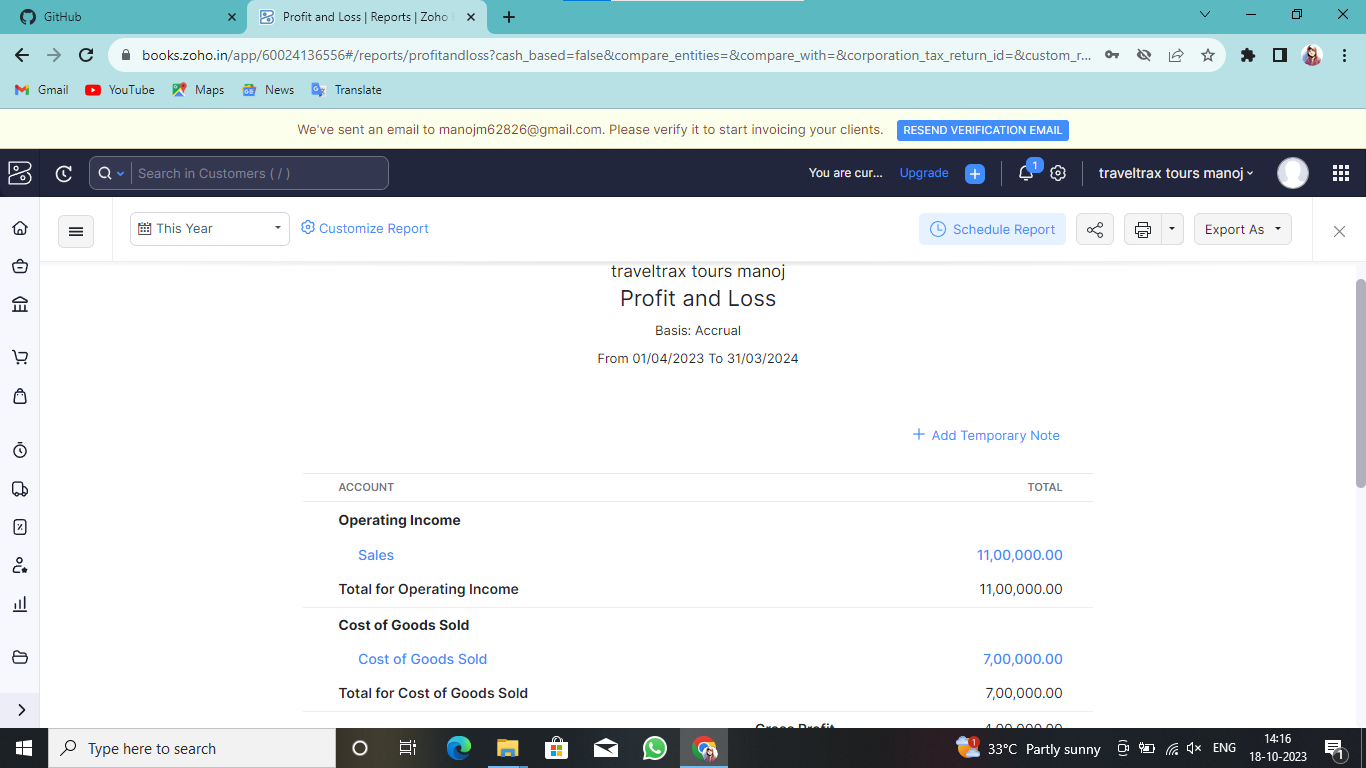 GitHub
Profit and Loss | Reports | Zoho
books.zoho.in/app/60024136556#/reports/profitandloss?cash_based=false&compare_entities=&compare_with=&corporation_tax_return_id=&custom_r...
Gmail YouTube Maps News Translate
We've sent an email to manojm62826@gmail.com. Please verify it to start invoicing your clients. RESEND VERIFICATION EMAIL
Search in Customers ( / ) You are cur... Upgrade 1 traveltrax tours manoj
This Year Customize Report Schedule Report Export As
traveltrax tours manoj
Profit and Loss
Basis: Accrual
From 01/04/2023 To 31/03/2024
+ Add Temporary Note
ACCOUNT TOTAL
Operating Income
Sales 11,00,000.00
Total for Operating Income 11,00,000.00
Cost of Goods Sold
Cost of Goods Sold 7,00,000.00
Total for Cost of Goods Sold 7,00,000.00
Gross Profit 4,00,000.00
Type here to search 1 33°C Partly sunny ENG 14:16
18-10-2023 1